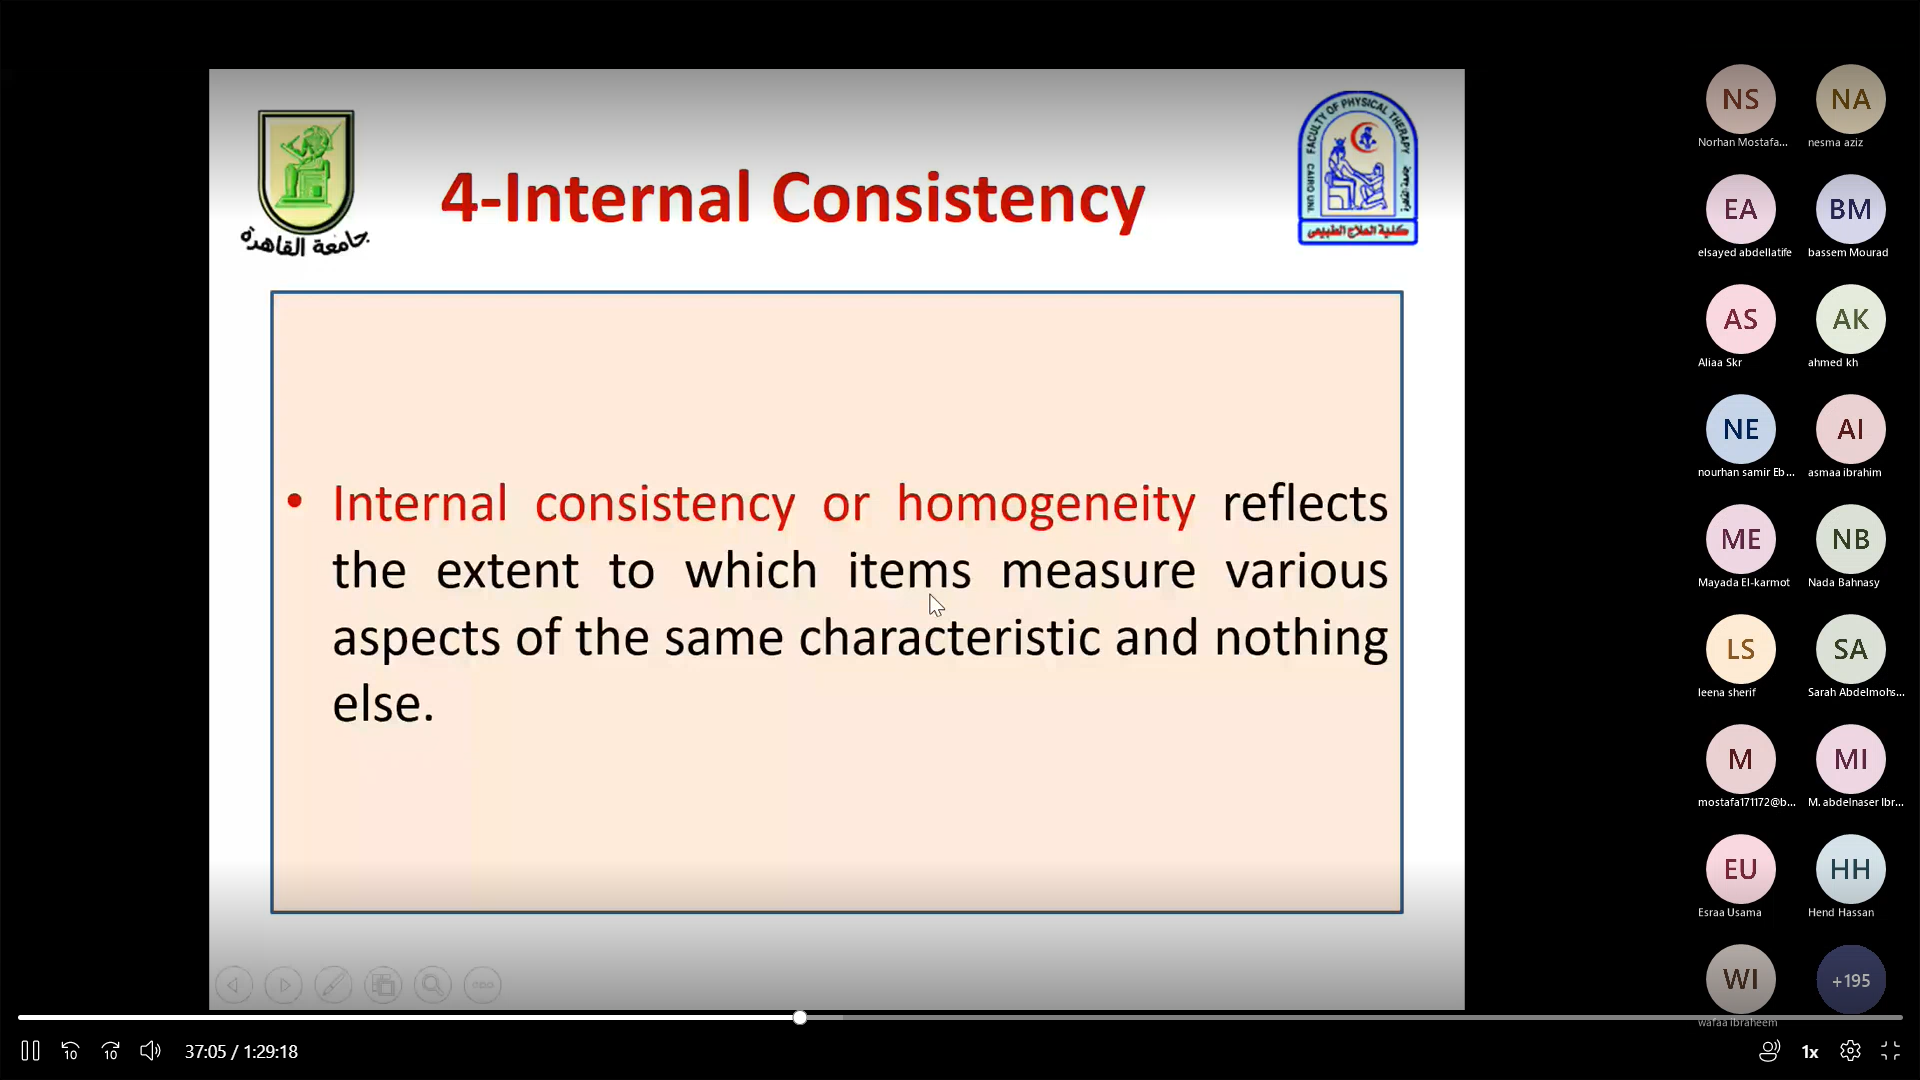 جامعة القاهرة
FACULTY OF PHYSICAL THERAPY
CAIRO UNI.
كلية العلاج الطبيعى
4-Internal Consistency
• Internal consistency or homogeneity reflects
the extent to which items measure various
aspects of the same characteristic and nothing
else.
NS
Norhan Mostafa...
NA
nesma aziz
EA
elsayed abdellatife
BM
bassem Mourad
AS
Aliaa Skr
AK
ahmed kh
NE
nourhan samir Eb...
AI
asmaa ibrahim
ME
Mayada El-karmot
NB
Nada Bahnasy
LS
leena sherif
SA
Sarah Abdelmohs...
M
mostafa171172@b...
MI
M. abdelnaser Ibr...
EU
Esraa Usama
HH
Hend Hassan
WI
wafaa ibraheem
+195
10
10
37:05 / 1:29:18
1x